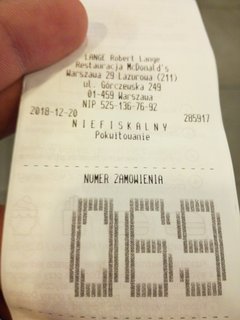 LANGE Robert Lange
Restauracja McDonald's
Warszawa 29 Lazurowa (211)
ul. Górczewska 249
01-459 Warszawa
NIP 525-136-76-92
2018-12-20 285917
N I E F I S K A L N Y
Pokwitowanie
NUMER ZAMOWIENIA
069